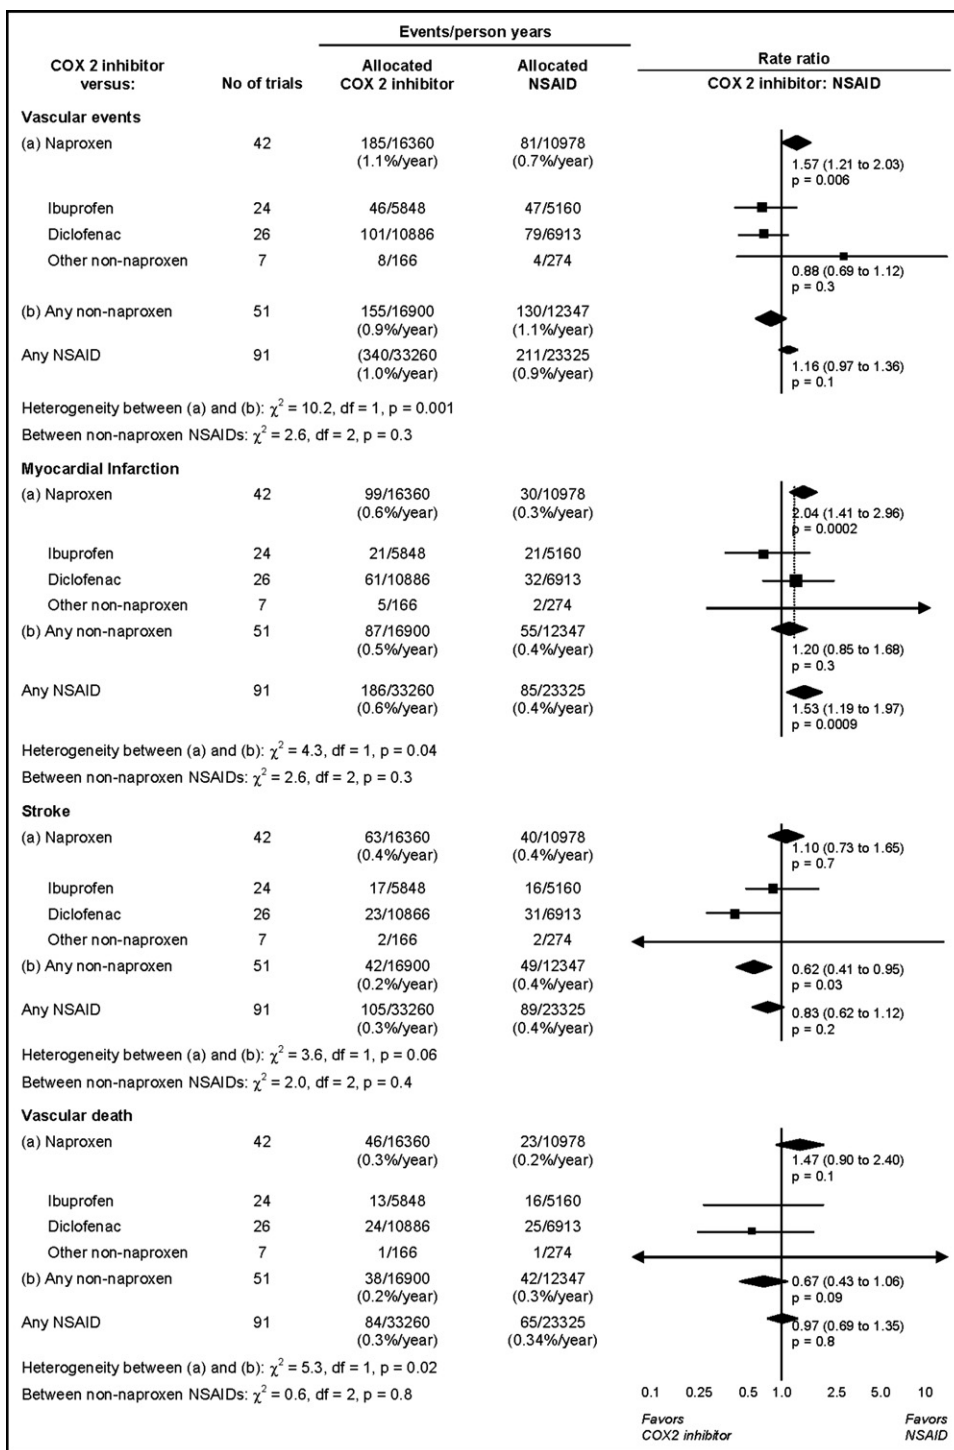 Events/person years
COX 2 inhibitor versus: No of trials Allocated COX 2 inhibitor Allocated NSAID Rate ratio COX 2 inhibitor: NSAID
Vascular events
(a) Naproxen 42 185/16360 81/10978
(1.1%/year) (0.7%/year) 1.57 (1.21 to 2.03)
p = 0.006
Ibuprofen 24 46/5848 47/5160
Diclofenac 26 101/10886 79/6913
Other non-naproxen 7 8/166 4/274
0.88 (0.69 to 1.12)
p = 0.3
(b) Any non-naproxen 51 155/16900 130/12347
(0.9%/year) (1.1%/year)
Any NSAID 91 (340/33260 211/23325
(1.0%/year) (0.9%/year) 1.16 (0.97 to 1.36)
p = 0.1
Heterogeneity between (a) and (b): χ² = 10.2, df = 1, p = 0.001
Between non-naproxen NSAIDs: χ² = 2.6, df = 2, p = 0.3
Myocardial Infarction
(a) Naproxen 42 99/16360 30/10978
(0.6%/year) (0.3%/year) 2.04 (1.41 to 2.96)
p = 0.0002
Ibuprofen 24 21/5848 21/5160
Diclofenac 26 61/10886 32/6913
Other non-naproxen 7 5/166 2/274
(b) Any non-naproxen 51 87/16900 55/12347
(0.5%/year) (0.4%/year) 1.20 (0.85 to 1.68)
p = 0.3
Any NSAID 91 186/33260 85/23325
(0.6%/year) (0.4%/year) 1.53 (1.19 to 1.97)
p = 0.0009
Heterogeneity between (a) and (b): χ² = 4.3, df = 1, p = 0.04
Between non-naproxen NSAIDs: χ² = 2.6, df = 2, p = 0.3
Stroke
(a) Naproxen 42 63/16360 40/10978
(0.4%/year) (0.4%/year) 1.10 (0.73 to 1.65)
p = 0.7
Ibuprofen 24 17/5848 16/5160
Diclofenac 26 23/10866 31/6913
Other non-naproxen 7 2/166 2/274
(b) Any non-naproxen 51 42/16900 49/12347 0.62 (0.41 to 0.95)
(0.2%/year) (0.4%/year) p = 0.03
Any NSAID 91 105/33260 89/23325 0.83 (0.62 to 1.12)
(0.3%/year) (0.4%/year) p = 0.2
Heterogeneity between (a) and (b): χ² = 3.6, df = 1, p = 0.06
Between non-naproxen NSAIDs: χ² = 2.0, df = 2, p = 0.4
Vascular death
(a) Naproxen 42 46/16360 23/10978
(0.3%/year) (0.2%/year) 1.47 (0.90 to 2.40)
p = 0.1
Ibuprofen 24 13/5848 16/5160
Diclofenac 26 24/10886 25/6913
Other non-naproxen 7 1/166 1/274
(b) Any non-naproxen 51 38/16900 42/12347 0.67 (0.43 to 1.06)
(0.2%/year) (0.3%/year) p = 0.09
Any NSAID 91 84/33260 65/23325 0.97 (0.69 to 1.35)
(0.3%/year) (0.34%/year) p = 0.8
Heterogeneity between (a) and (b): χ² = 5.3, df = 1, p = 0.02
Between non-naproxen NSAIDs: χ² = 0.6, df = 2, p = 0.8
0.1 0.25 0.5 1.0 2.5 5.0 10
Favors COX2 inhibitor Favors NSAID